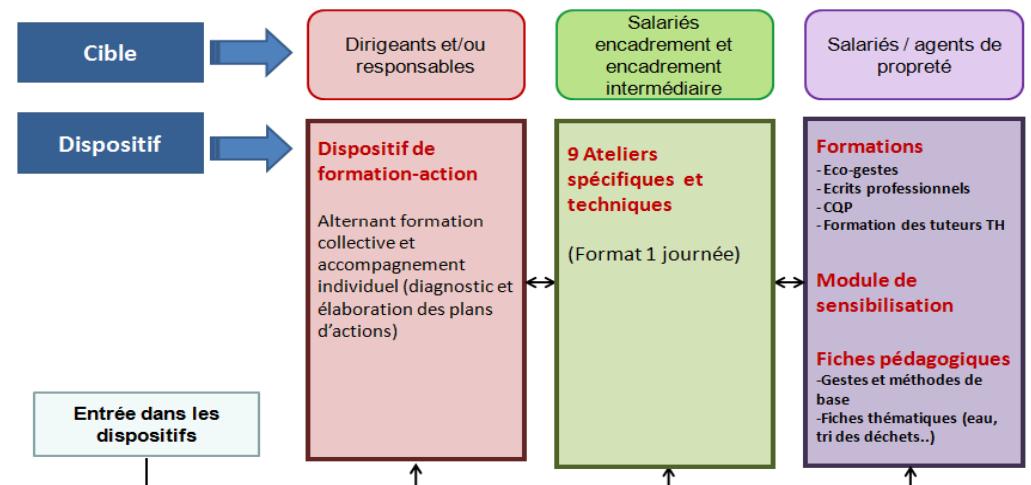 Cible
Dirigeants et/ou
responsables
Salariés
encadrement et
encadrement
intermédiaire
Salariés / agents de
propreté
Dispositif
Dispositif de
formation-action
Alternant formation
collective et
accompagnement
individuel (diagnostic et
élaboration des plans
d’actions)
9 Ateliers
spécifiques et
techniques
(Format 1 journée)
Formations
- Eco-gestes
- Ecrits professionnels
- CQP
- Formation des tuteurs TH
Module de
sensibilisation
Fiches pédagogiques
-Gestes et méthodes de
base
-Fiches thématiques (eau,
tri des déchets..)
Entrée dans les
dispositifs